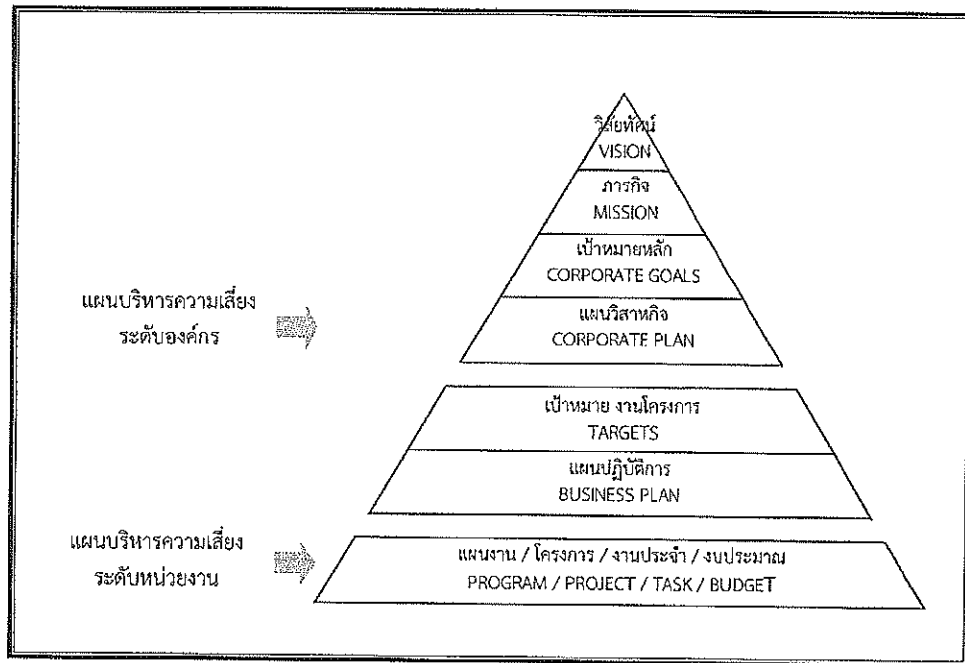 วิสัยทัศน์
VISION
ภารกิจ
MISSION
เป้าหมายหลัก
CORPORATE GOALS
แผนวิสาหกิจ
CORPORATE PLAN
แผนบริหารความเสี่ยง
ระดับองค์กร
เป้าหมาย งานโครงการ
TARGETS
แผนปฏิบัติการ
BUSINESS PLAN
แผนบริหารความเสี่ยง
ระดับหน่วยงาน
แผนงาน / โครงการ / งานประจำ / งบประมาณ
PROGRAM / PROJECT / TASK / BUDGET